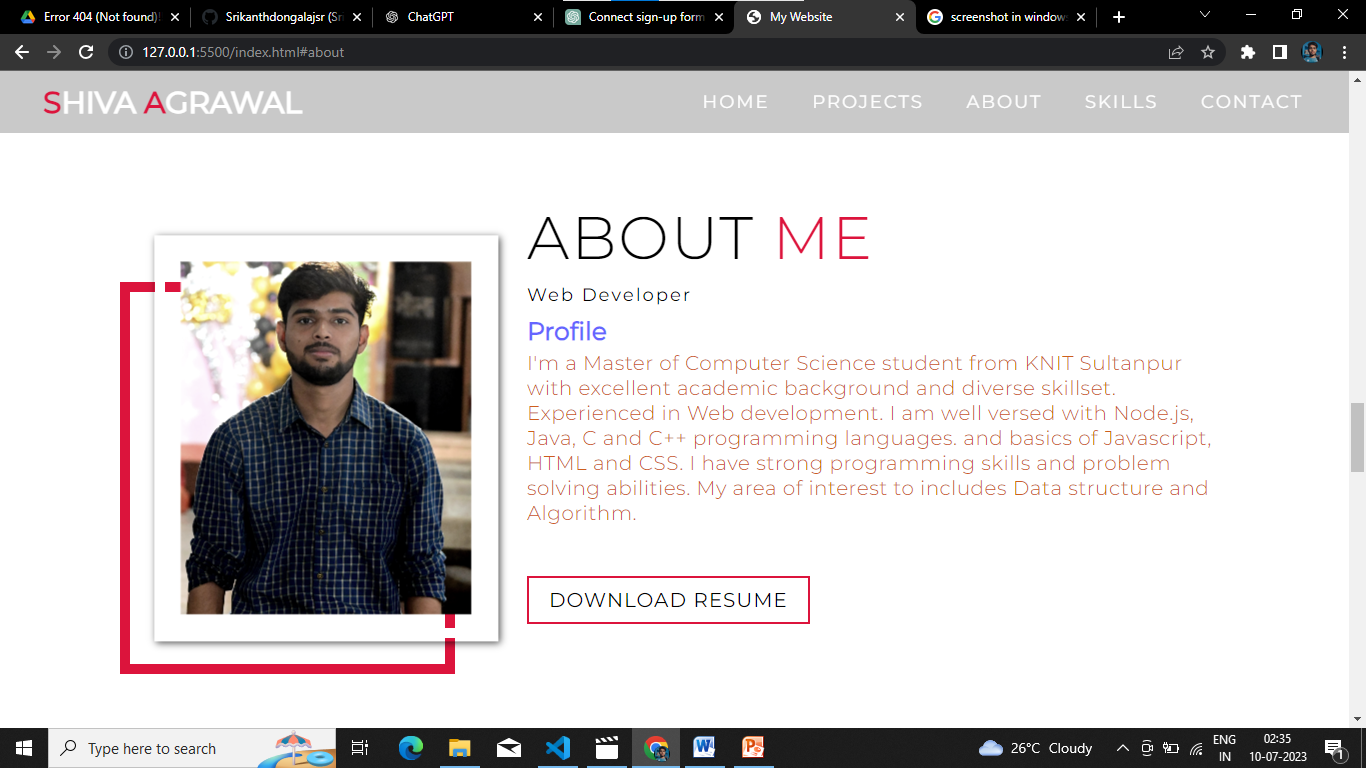 Error 404 (Not found)!
Srikanthdongalajsr (Sri
ChatGPT
Connect sign-up form
My Website
screenshot in window
127.0.0.1:5500/index.html#about
SHIVA AGRAWAL
HOME
PROJECTS
ABOUT
SKILLS
CONTACT
ABOUT ME
Web Developer
Profile
I'm a Master of Computer Science student from KNIT Sultanpur
with excellent academic background and diverse skillset.
Experienced in Web development. I am well versed with Node.js,
Java, C and C++ programming languages. and basics of Javascript,
HTML and CSS. I have strong programming skills and problem
solving abilities. My area of interest to includes Data structure and
Algorithm.
DOWNLOAD RESUME
Type here to search
26°C Cloudy
ENG
IN
02:35
10-07-2023
1